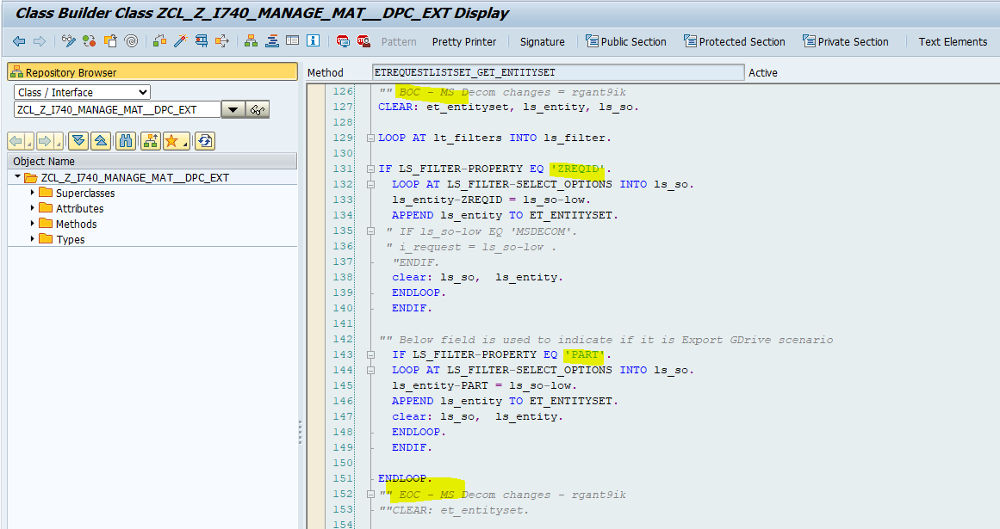 Class Builder Class ZCL_Z_I740_MANAGE_MAT__DPC_EXT Display
Pattern Pretty Printer Signature Public Section Protected Section Private Section Text Elements
Repository Browser
Class / Interface
ZCL_Z_I740_MANAGE_MAT__DPC_EXT
Object Name
ZCL_Z_I740_MANAGE_MAT__DPC_EXT
Superclasses
Attributes
Methods
Types
Method ETREQUESTLISTSET_GET_ENTITYSET Active
126 "" BOC - MS Decom changes = rgant9ik
127 CLEAR: et_entityset, ls_entity, ls_so.
128
129 LOOP AT lt_filters INTO ls_filter.
130
131 IF LS_FILTER-PROPERTY EQ 'ZREQID'.
132 LOOP AT LS_FILTER-SELECT_OPTIONS INTO ls_so.
133 ls_entity-ZREQID = ls_so-low.
134 APPEND ls_entity TO ET_ENTITYSET.
135 " IF ls_so-low EQ 'MSDECOM'.
136 " i_request = ls_so-low .
137 "ENDIF.
138 clear: ls_so, ls_entity.
139 ENDLOOP.
140 ENDIF.
141
142 "" Below field is used to indicate if it is Export GDrive scenario
143 IF LS_FILTER-PROPERTY EQ 'PART'.
144 LOOP AT LS_FILTER-SELECT_OPTIONS INTO ls_so.
145 ls_entity-PART = ls_so-low.
146 APPEND ls_entity TO ET_ENTITYSET.
147 clear: ls_so, ls_entity.
148 ENDLOOP.
149 ENDIF.
150
151 ENDLOOP.
152 "" EOC - MS Decom changes - rgant9ik
153 ""CLEAR: et_entityset.
154